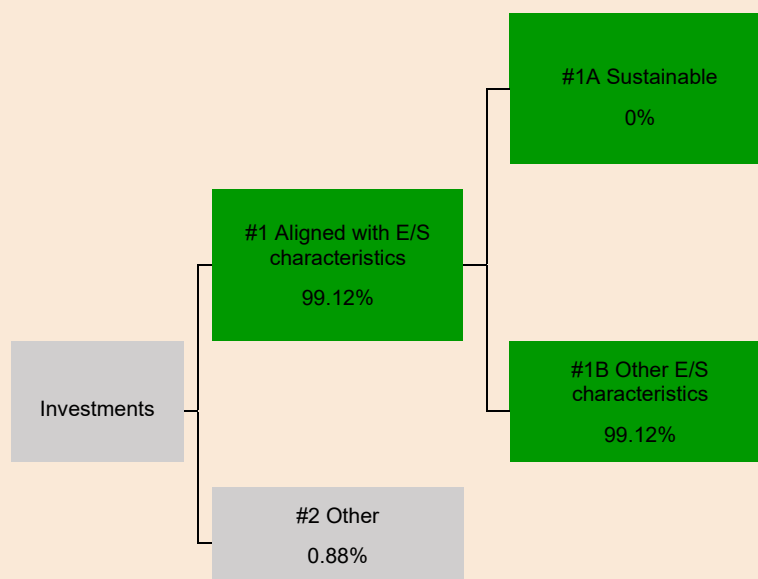 #1A Sustainable
0%
#1 Aligned with E/S
characteristics
99.12%
#1B Other E/S
characteristics
99.12%
Investments
#2 Other
0.88%